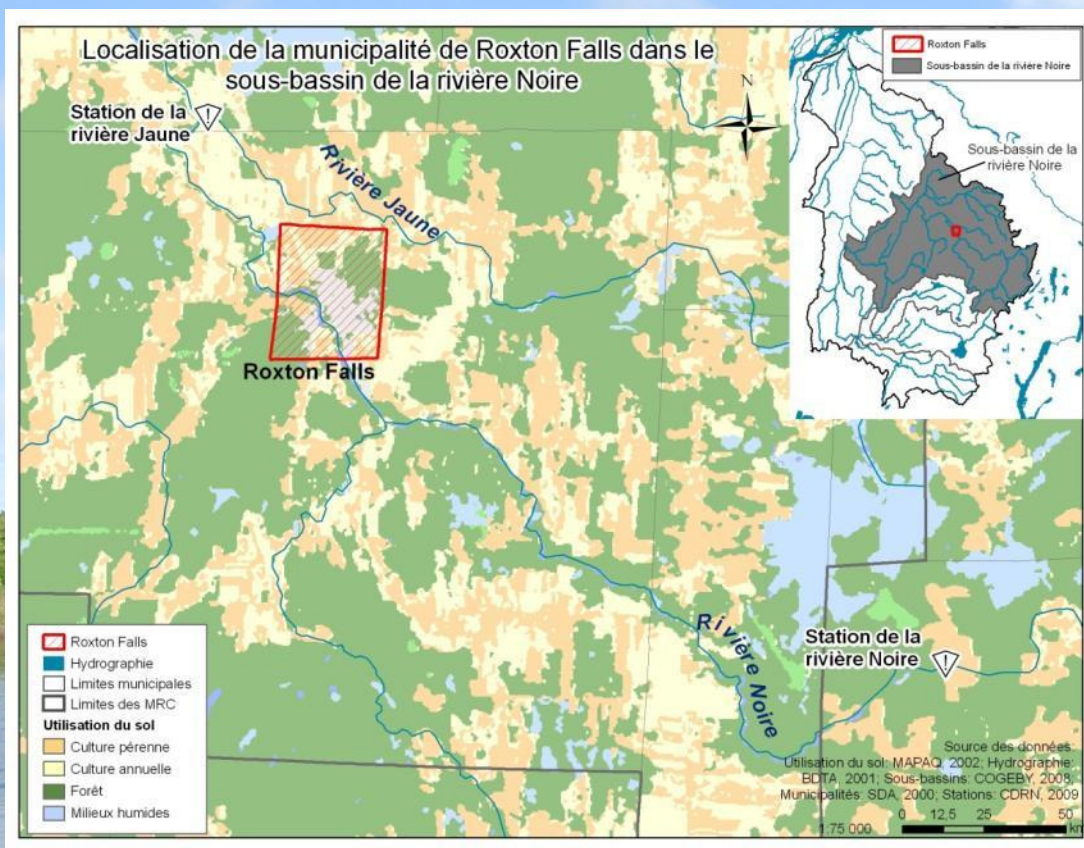 Localisation de la municipalité de Roxton Falls dans le
sous-bassin de la rivière Noire
Station de la
rivière Jaune
Rivière Jaune
N
Roxton Falls
Sous-bassin de la rivière Noire
Sous-bassin de la
rivière Noire
Roxton Falls
Rivière Noire
Station de la
rivière Noire
Roxton Falls
Hydrographie
Limites municipales
Limites des MRC
Utilisation du sol
Culture pérenne
Culture annuelle
Forêt
Milieux humides
Source des données:
Utilisation du sol: MAPAQ, 2002; Hydrographie:
BDTA, 2001; Sous-bassins: COGEBY, 2008;
Municipalités: SDA, 2000; Stations: CDRN, 2009
1:75 000
0 12,5 25 50
km